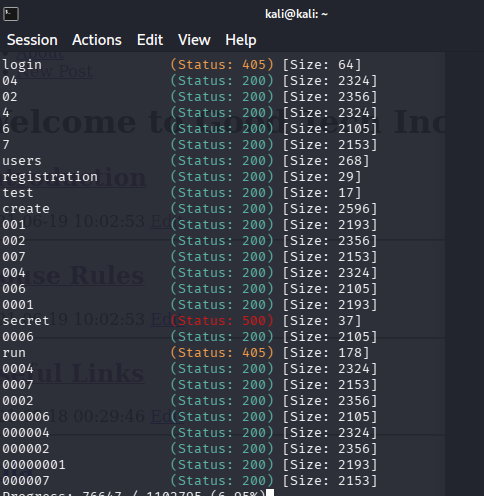 kali@kali: ~
Session Actions Edit View Help
login (Status: 405) [Size: 64]
04 (Status: 200) [Size: 2324]
02 (Status: 200) [Size: 2356]
4 (Status: 200) [Size: 2324]
6 (Status: 200) [Size: 2105]
7 (Status: 200) [Size: 2153]
users (Status: 200) [Size: 268]
registration (Status: 200) [Size: 29]
test (Status: 200) [Size: 17]
create (Status: 200) [Size: 2596]
001 (Status: 200) [Size: 2193]
002 (Status: 200) [Size: 2356]
007 (Status: 200) [Size: 2153]
004 (Status: 200) [Size: 2324]
006 (Status: 200) [Size: 2105]
0001 (Status: 200) [Size: 2193]
secret (Status: 500) [Size: 37]
0006 (Status: 200) [Size: 2105]
run (Status: 405) [Size: 178]
0004 (Status: 200) [Size: 2324]
0007 (Status: 200) [Size: 2153]
0002 (Status: 200) [Size: 2356]
000006 (Status: 200) [Size: 2105]
000004 (Status: 200) [Size: 2324]
000002 (Status: 200) [Size: 2356]
00000001 (Status: 200) [Size: 2193]
000007 (Status: 200) [Size: 2153]
Progress: 76647 / 1102795 (6.95%)